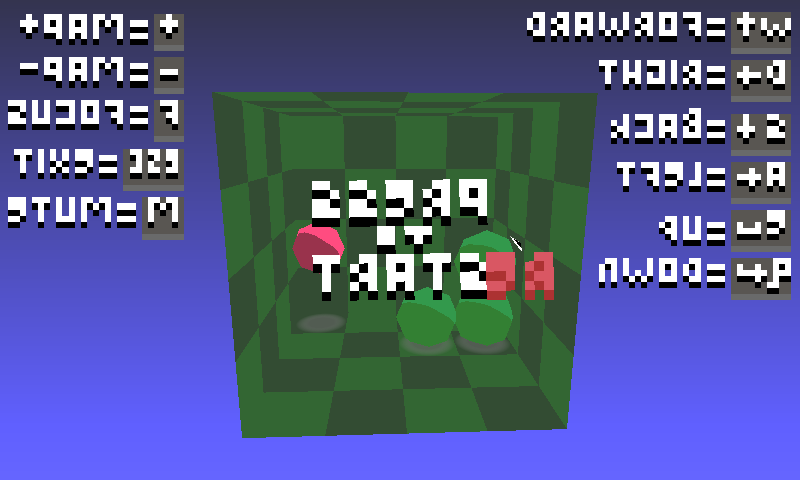 +=MAP+
-=MAP-
F=FOCUS
ESC=EXIT
M=MUTE
W↑=FORWARD
D→=RIGHT
S↓=BACK
A←=LEFT
=UP
=DOWN
PRESS
TO
START